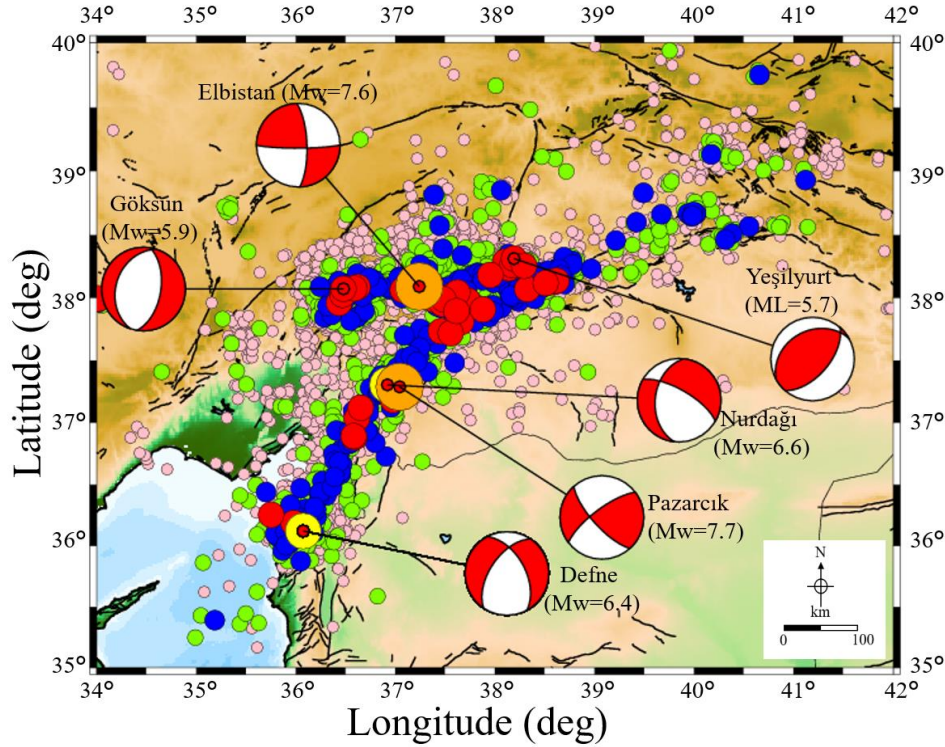 34° 35° 36° 37° 38° 39° 40° 41° 42°
40° 40°
Elbistan (Mw=7.6)
39° 39°
Göksun
(Mw=5.9)
Yeşilyurt
(ML=5.7)
38° 38°
Latitude (deg)
37° 37°
Nurdağı
(Mw=6.6)
Pazarcık
(Mw=7.7)
36° 36°
Defne
(Mw=6.4)
N
km
0 100
35° 35°
34° 35° 36° 37° 38° 39° 40° 41° 42°
Longitude (deg)